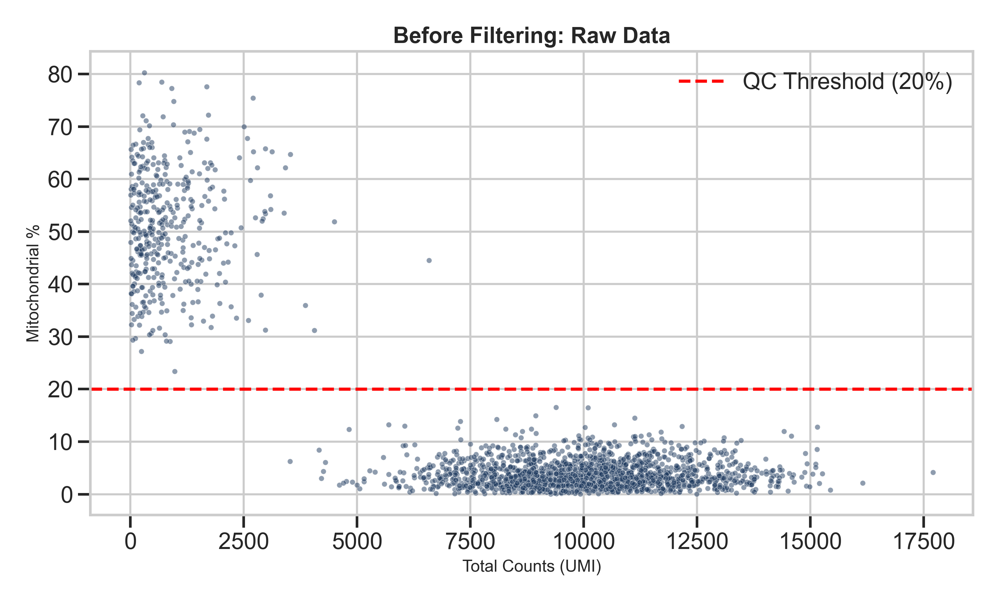 Before Filtering: Raw Data
QC Threshold (20%)
80
70
60
50
40
30
20
10
0
Mitochondrial %
0 2500 5000 7500 10000 12500 15000 17500
Total Counts (UMI)